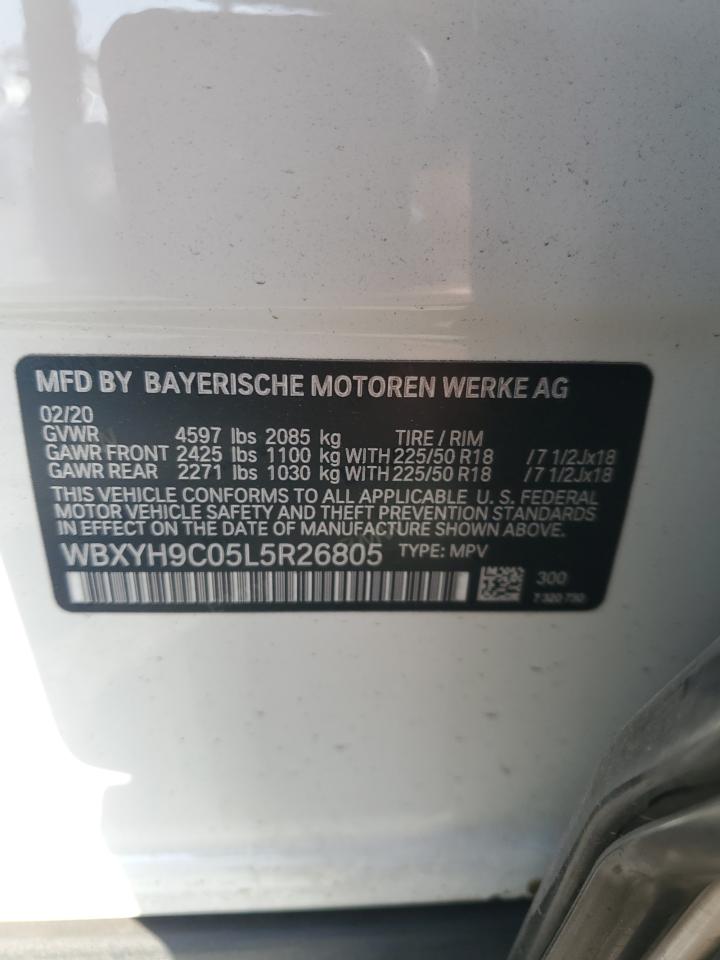 MFD BY BAYERISCHE MOTOREN WERKE AG
02/20
GVWR 4597 lbs 2085 kg TIRE / RIM
GAWR FRONT 2425 lbs 1100 kg WITH 225/50 R18 /7 1/2Jx18
GAWR REAR 2271 lbs 1030 kg WITH 225/50 R18 /7 1/2Jx18
THIS VEHICLE CONFORMS TO ALL APPLICABLE U. S. FEDERAL
MOTOR VEHICLE SAFETY AND THEFT PREVENTION STANDARDS
IN EFFECT ON THE DATE OF MANUFACTURE SHOWN ABOVE.
WBXYH9C05L5R26805 TYPE: MPV
300
7 320 730